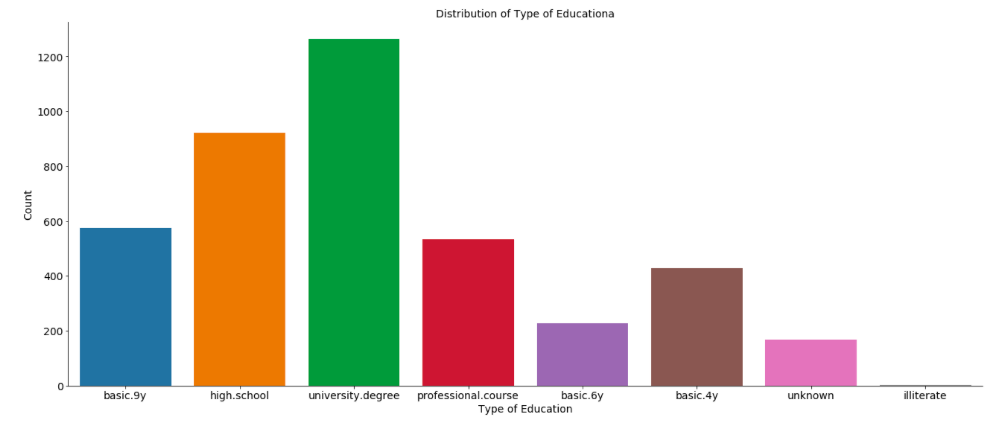 Distribution of Type of Educationa
1200
1000
800
600
400
200
0
Count
basic.9y high.school university.degree professional.course basic.6y basic.4y unknown illiterate
Type of Education